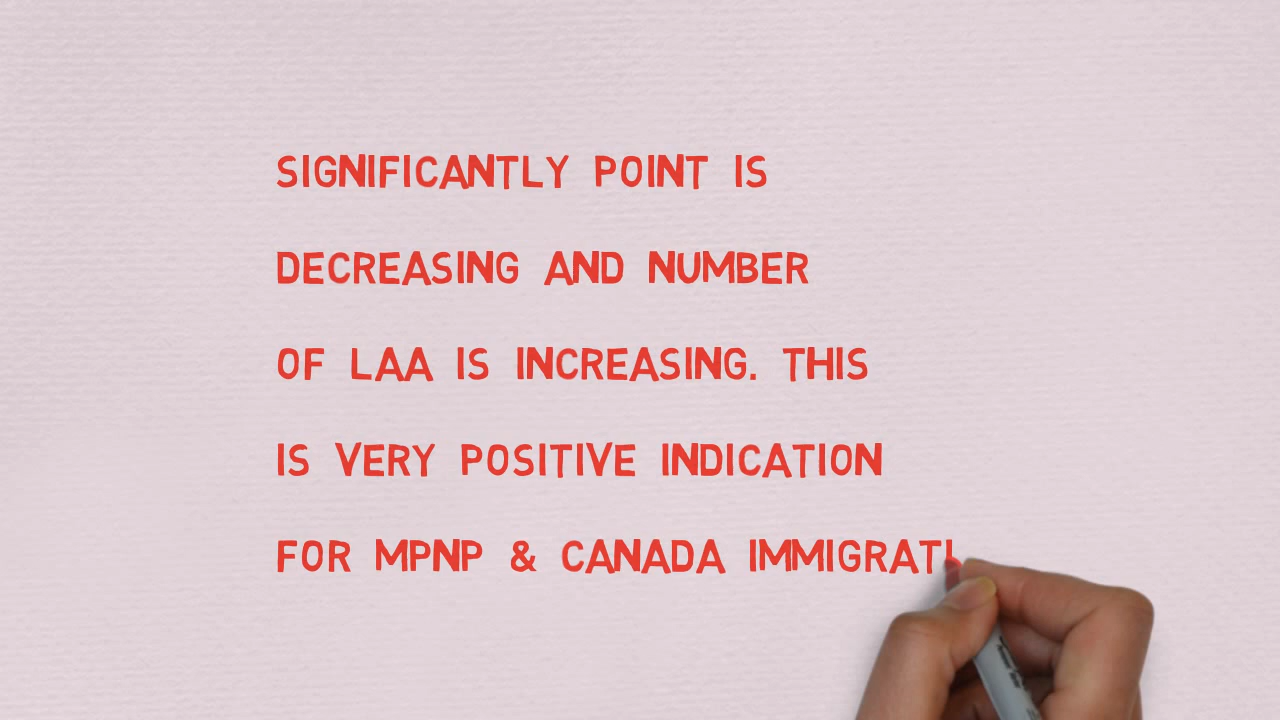 SIGNIFICANTLY POINT IS
DECREASING AND NUMBER
OF LAA IS INCREASING. THIS
IS VERY POSITIVE INDICATION
FOR MPNP & CANADA IMMIGRATI